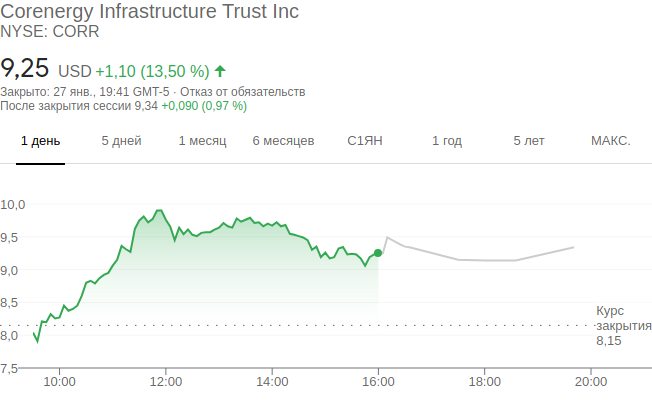 Corenergy Infrastructure Trust Inc
NYSE: CORR
9,25 USD +1,10 (13,50 %)
Закрыто: 27 янв., 19:41 GMT-5 · Отказ от обязательств
После закрытия сессии 9,34 +0,090 (0,97 %)
1 день 5 дней 1 месяц 6 месяцев С1ЯН 1 год 5 лет МАКС.
10,0
9,5
9,0
8,5
Курс
закрытия
8,0
8,15
7,5
10:00 12:00 14:00 16:00 18:00 20:00